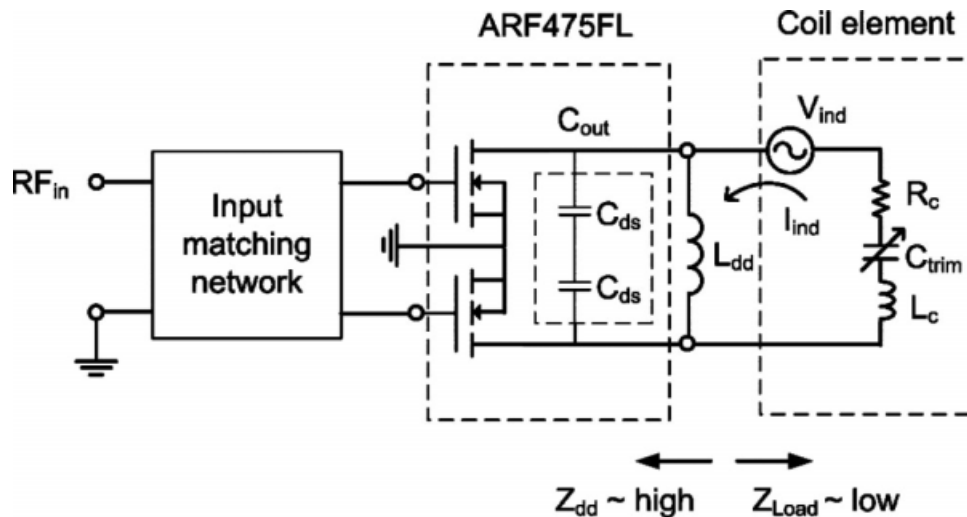 ARF475FL
Coil element
V_ind
C_out
RF_in
Input
matching
network
C_ds
C_ds
L_dd
I_ind
R_c
C_trim
L_c
Z_dd ~ high
Z_Load ~ low